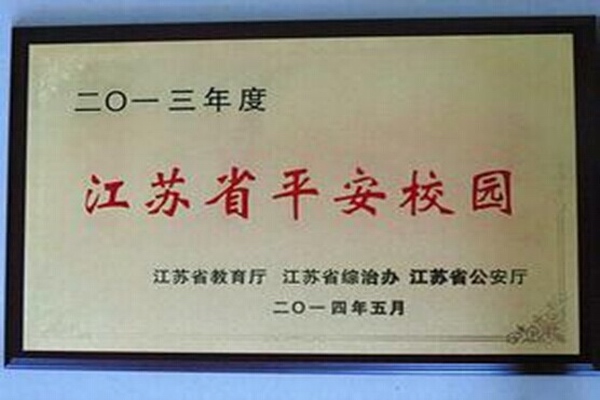 二〇一三年度
江苏省平安校园
江苏省教育厅 江苏省综治办 江苏省公安厅
二〇一四年五月